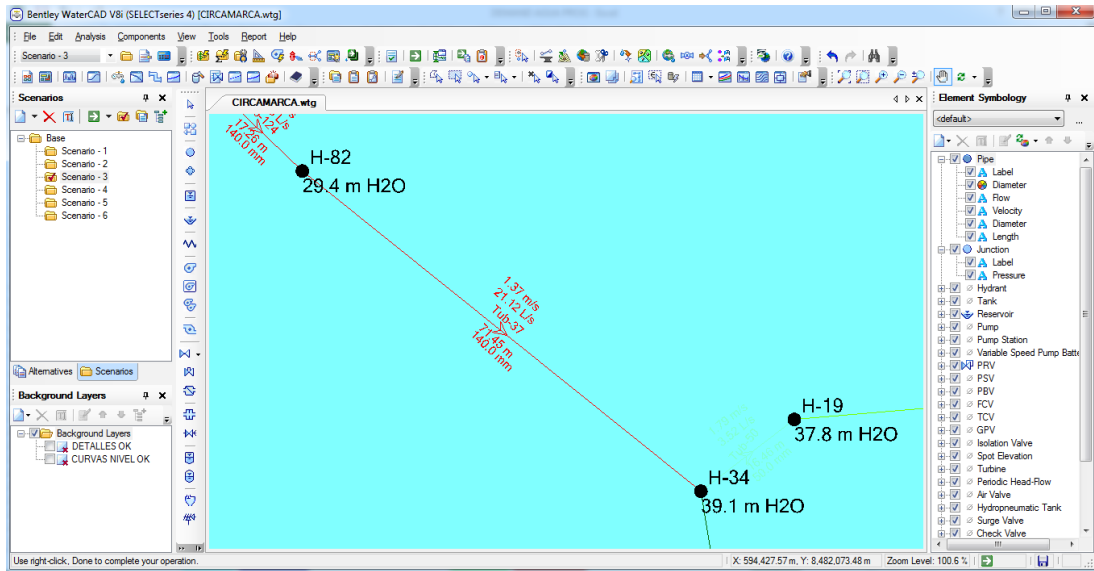 Bentley WaterCAD V8i (SELECTseries 4) [CIRCAMARCA.wtg]
File Edit Analysis Components View Tools Report Help
Scenario - 3
Scenarios
Base
Scenario - 1
Scenario - 2
Scenario - 3
Scenario - 4
Scenario - 5
Scenario - 6
Alternatives Scenarios
Background Layers
Background Layers
DETALLES OK
CURVAS NIVEL OK
CIRCAMARCA.wtg
L/s
-124
17.26 m
140.0 mm
H-82
29.4 m H2O
1.37 m/s
21.12 L/s
Tub-37
71.45 m
140.0 mm
H-19
37.8 m H2O
H-34
39.1 m H2O
Element Symbology
<default>
...
Pipe
Label
Diameter
Flow
Velocity
Diameter
Length
Junction
Label
Pressure
Hydrant
Tank
Reservoir
Pump
Pump Station
Variable Speed Pump Batte
PRV
PSV
PBV
FCV
TCV
GPV
Isolation Valve
Spot Elevation
Turbine
Periodic Head-Flow
Air Valve
Hydropneumatic Tank
Surge Valve
Check Valve
Use right-click, Done to complete your operation.
X: 594,427.57 m, Y: 8,482,073.48 m Zoom Level: 100.6 %